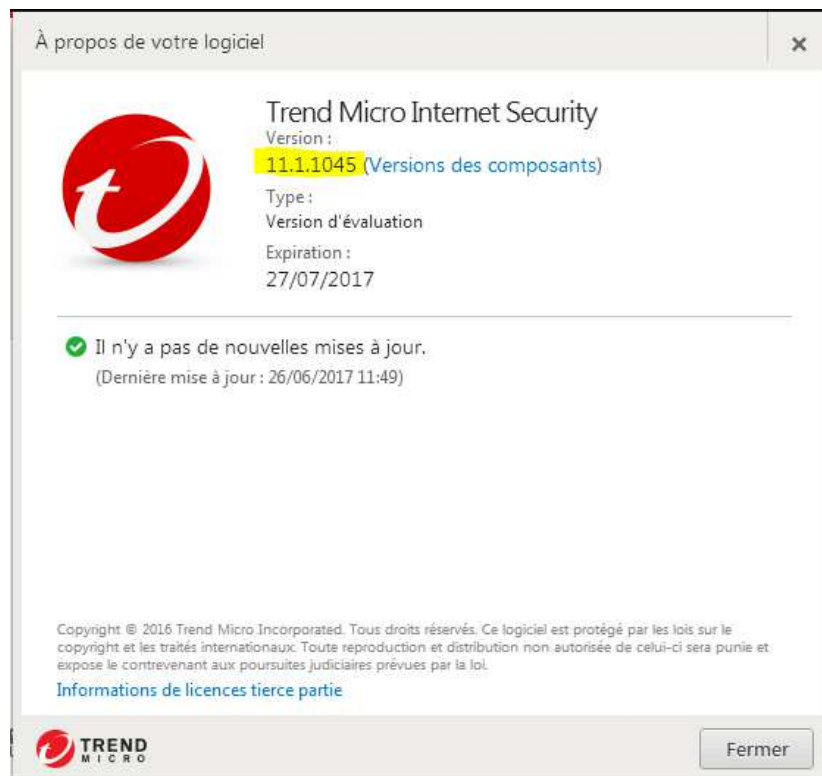 À propos de votre logiciel
Trend Micro Internet Security
Version :
11.1.1045 (Versions des composants)
Type :
Version d'évaluation
Expiration :
27/07/2017
Il n'y a pas de nouvelles mises à jour.
(Dernière mise à jour : 26/06/2017 11:49)
Copyright © 2016 Trend Micro Incorporated. Tous droits réservés. Ce logiciel est protégé par les lois sur le
copyright et les traités internationaux. Toute reproduction et distribution non autorisée de celui-ci sera punie et
expose le contrevenant aux poursuites judiciaires prévues par la loi.
Informations de licences tierce partie
TREND
MICRO
Fermer